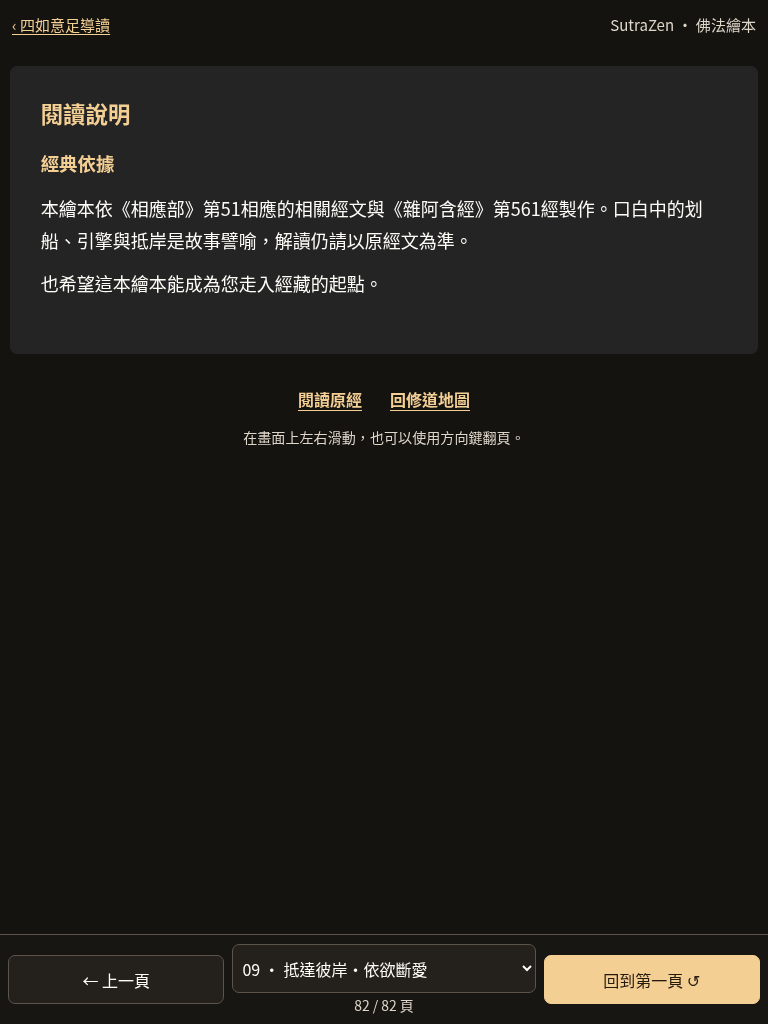 ‹ 四如意足導讀
SutraZen · 佛法繪本
閱讀說明
經典依據
本繪本依《相應部》第51相應的相關經文與《雜阿含經》第561經製作。口白中的划
船、引擎與抵岸是故事譬喻，解讀仍請以原經文為準。
也希望這本繪本能成為您走入經藏的起點。
閱讀原經 回修道地圖
在畫面上左右滑動，也可以使用方向鍵翻頁。
← 上一頁
09 · 抵達彼岸·依欲斷愛
82 / 82 頁
回到第一頁 ↺